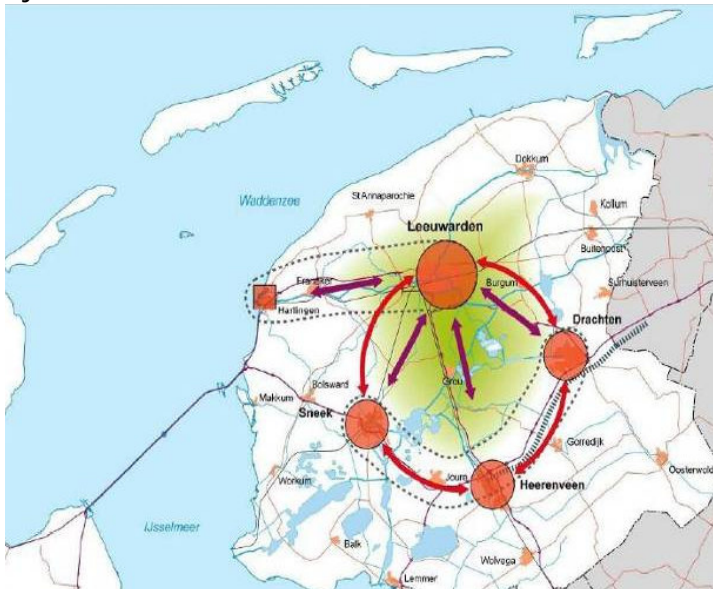 Dokkum
St Annaparochie
Waddenzee
Kollum
Leeuwarden
Buitenpost
Franeker
Burgum
Surhuisterveen
Harlingen
Drachten
Grou
Makkum
Bolsward
Sneek
Gorredijk
Joure
Oosterwolde
Workum
Heerenveen
IJsselmeer
Balk
Wolvega
Lemmer